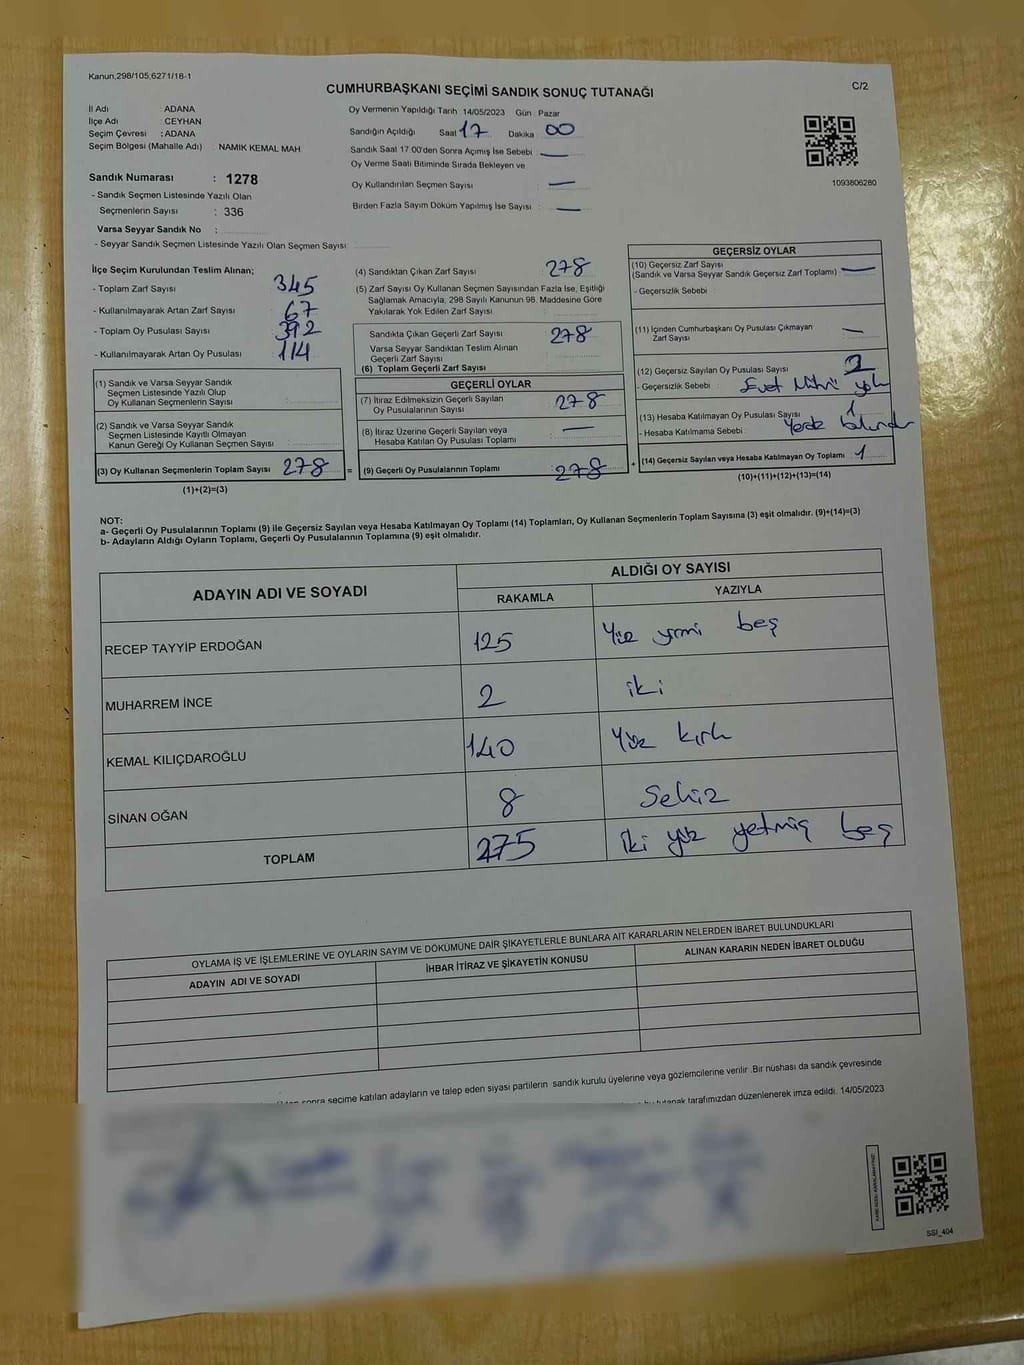 Kanun,298/105;6271/18-1
CUMHURBAŞKANI SEÇİMİ SANDIK SONUÇ TUTANAĞI
C/2
İl Adı : ADANA
İlçe Adı : CEYHAN
Seçim Çevresi : ADANA
Seçim Bölgesi (Mahalle Adı) : NAMIK KEMAL MAH
Sandık Numarası : 1278
- Sandık Seçmen Listesinde Yazılı Olan
Seçmenlerin Sayısı : 336
Varsa Seyyar Sandık No :
- Seyyar Sandık Seçmen Listesinde Yazılı Olan Seçmen Sayısı:
Oy Vermenin Yapıldığı Tarih 14/05/2023 Gün : Pazar
Sandığın Açıldığı Saat 17 Dakika 00
Sandık Saat 17:00'den Sonra Açımış İse Sebebi : —
Oy Verme Saati Bitiminde Sırada Bekleyen ve
Oy Kullandırılan Seçmen Sayısı : —
Birden Fazla Sayım Döküm Yapılmış İse Sayısı : —
1093806280
İlçe Seçim Kurulundan Teslim Alınan;
- Toplam Zarf Sayısı 345
- Kullanılmayarak Artan Zarf Sayısı : 67
- Toplam Oy Pusulası Sayısı 392
- Kullanılmayarak Artan Oy Pusulası : 114
(1) Sandık ve Varsa Seyyar Sandık
Seçmen Listesinde Yazılı Olup
Oy Kullanan Seçmenlerin Sayısı :
(2) Sandık ve Varsa Seyyar Sandık
Seçmen Listesinde Kayıtlı Olmayan
Kanun Gereği Oy Kullanan Seçmen Sayısı :
(3) Oy Kullanan Seçmenlerin Toplam Sayısı 278 =
(1)+(2)=(3)
(4) Sandıktan Çıkan Zarf Sayısı : 278
(5) Zarf Sayısı Oy Kullanan Seçmen Sayısından Fazla İse, Eşitliği
Sağlamak Amacıyla, 298 Sayılı Kanunun 98. Maddesine Göre
Yakılarak Yok Edilen Zarf Sayısı :
Sandıkta Çıkan Geçerli Zarf Sayısı : 278
Varsa Seyyar Sandıktan Teslim Alınan
Geçerli Zarf Sayısı :
(6) Toplam Geçerli Zarf Sayısı :
GEÇERLİ OYLAR
(7) İtiraz Edilmeksizin Geçerli Sayılan
Oy Pusulalarının Sayısı : 278
(8) İtiraz Üzerine Geçerli Sayılan veya
Hesaba Katılan Oy Pusulası Toplamı : —
(9) Geçerli Oy Pusulalarının Toplamı : 278 +
GEÇERSİZ OYLAR
(10) Geçersiz Zarf Sayısı
(Sandık ve Varsa Seyyar Sandık Geçersiz Zarf Toplamı) : —
- Geçersizlik Sebebi :
(11) İçinden Cumhurbaşkanı Oy Pusulası Çıkmayan
Zarf Sayısı : —
(12) Geçersiz Sayılan Oy Pusulası Sayısı : 2
- Geçersizlik Sebebi : Evet Mührü yok
(13) Hesaba Katılmayan Oy Pusulası Sayısı 1
- Hesaba Katılmama Sebebi : Yerde bulundu
(14) Geçersiz Sayılan veya Hesaba Katılmayan Oy Toplamı 1
(10)+(11)+(12)+(13)=(14)
NOT:
a- Geçerli Oy Pusulalarının Toplamı (9) ile Geçersiz Sayılan veya Hesaba Katılmayan Oy Toplamı (14) Toplamları, Oy Kullanan Seçmenlerin Toplam Sayısına (3) eşit olmalıdır. (9)+(14)=(3)
b- Adayların Aldığı Oyların Toplamı, Geçerli Oy Pusulalarının Toplamına (9) eşit olmalıdır.
ADAYIN ADI VE SOYADI ALDIĞI OY SAYISI
RAKAMLA YAZIYLA
RECEP TAYYİP ERDOĞAN 125 Yüz yirmi beş
MUHARREM İNCE 2 iki
KEMAL KILIÇDAROĞLU 140 Yüz kırk
SİNAN OĞAN 8 Sekiz
TOPLAM 275 iki yüz yetmiş beş
OYLAMA İŞ VE İŞLEMLERİNE VE OYLARIN SAYIM VE DÖKÜMÜNE DAİR ŞİKAYETLERLE BUNLARA AİT KARARLARIN NELERDEN İBARET BULUNDUKLARI
ADAYIN ADI VE SOYADI İHBAR İTİRAZ VE ŞİKAYETİN KONUSU ALINAN KARARIN NEDEN İBARET OLDUĞU
sonra seçime katılan adayların ve talep eden siyasi partilerin sandık kurulu üyelerine veya gözlemcilerine verilir .Bir nüshası da sandık çevresinde
tutanak tarafımızdan düzenlenerek imza edildi. 14/05/2023
SSI_404